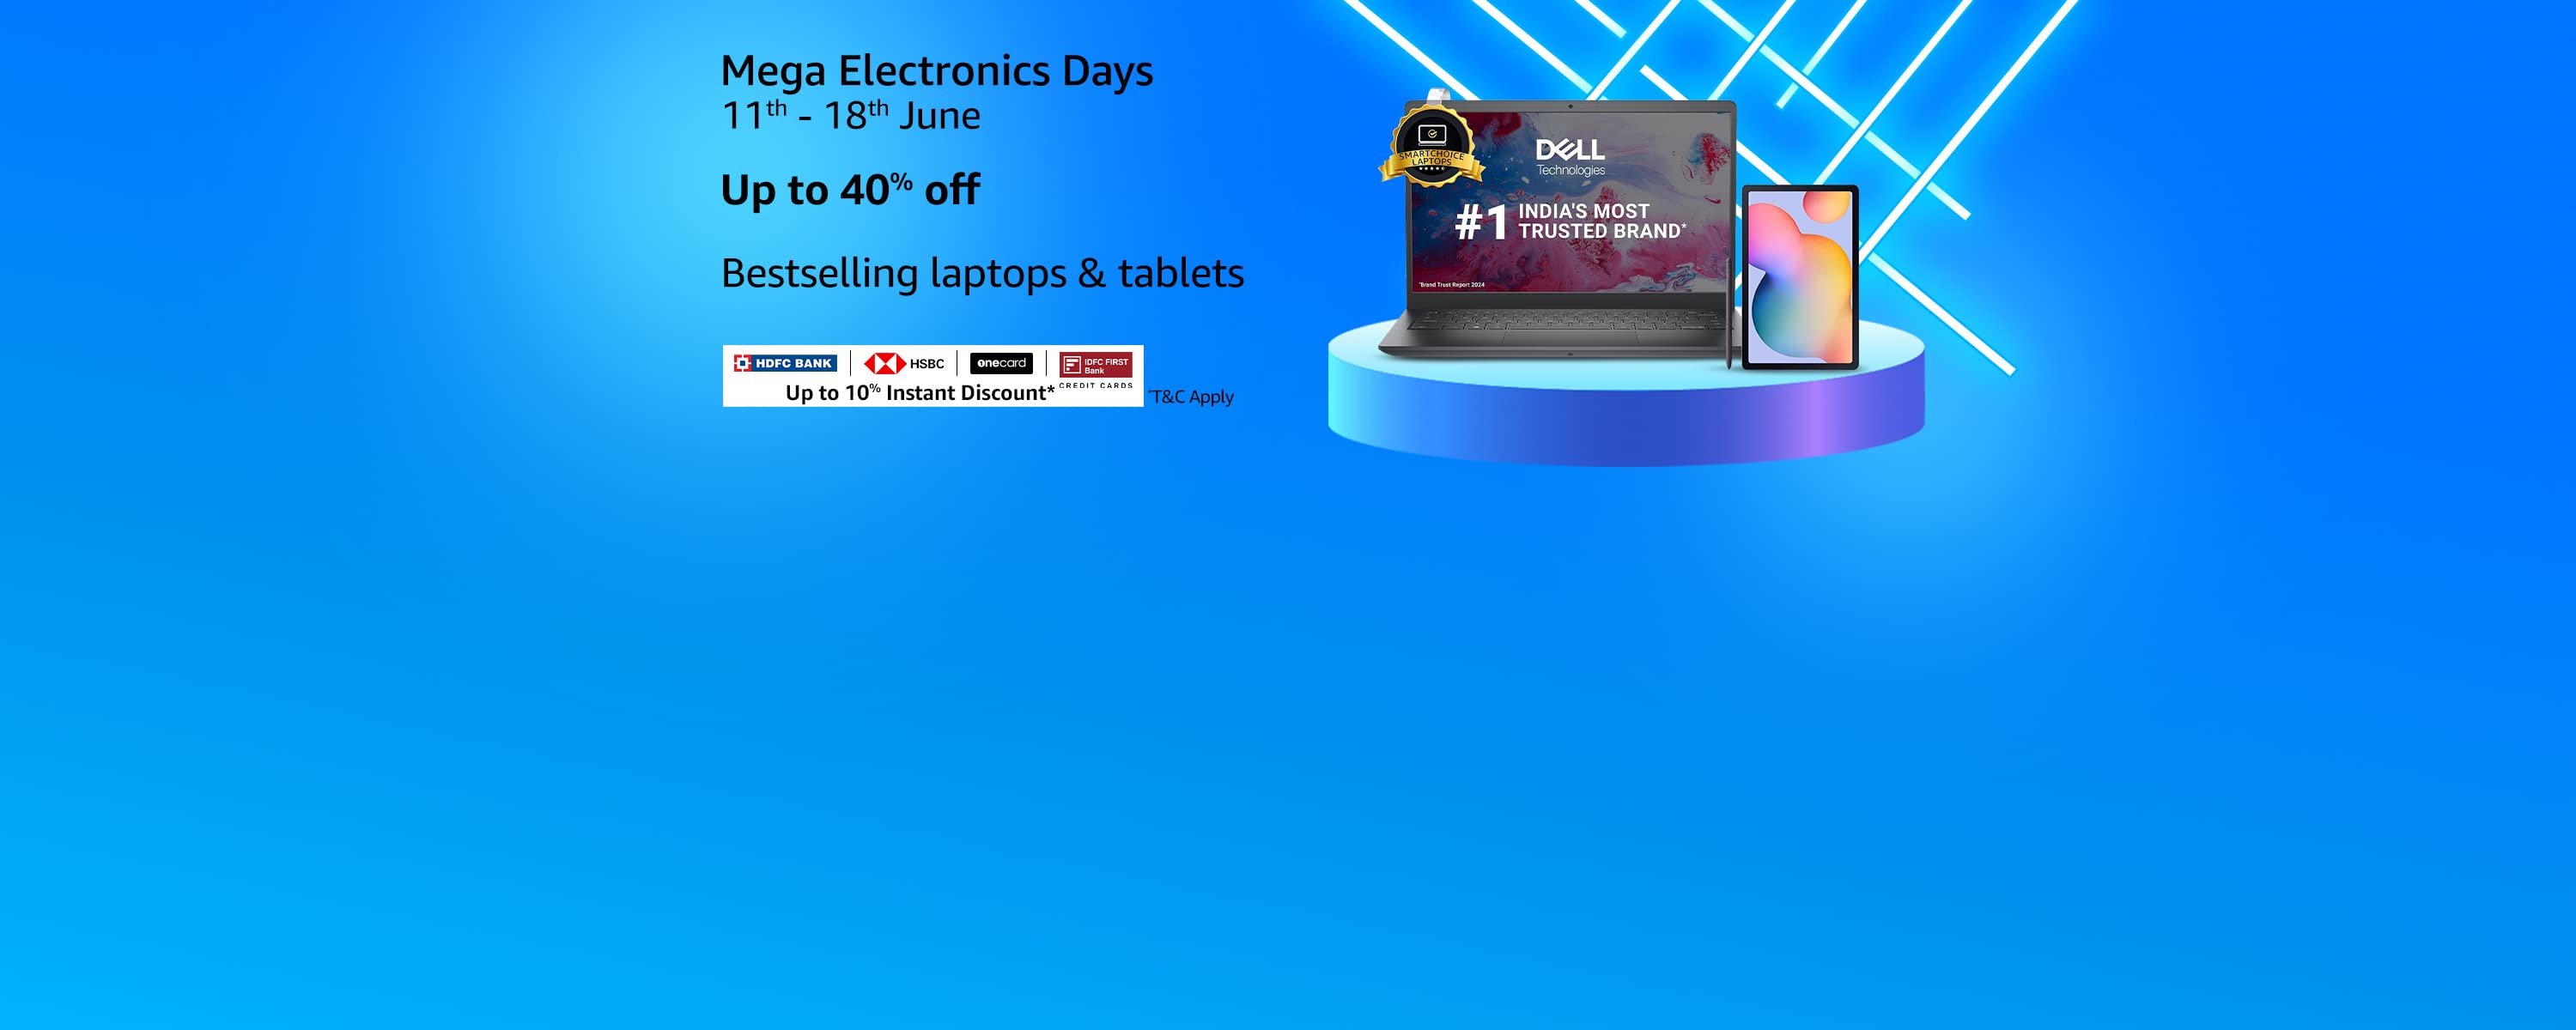 Mega Electronics Days
11th - 18th June
Up to 40% off
Bestselling laptops & tablets
HDFC BANK
HSBC
onecard
IDFC FIRST
Bank
CREDIT CARDS
Up to 10% Instant Discount*
*T&C Apply
SMARTCHOICE
LAPTOPS
DELL
Technologies
#1 INDIA'S MOST
TRUSTED BRAND*
*Brand Trust Report 2024